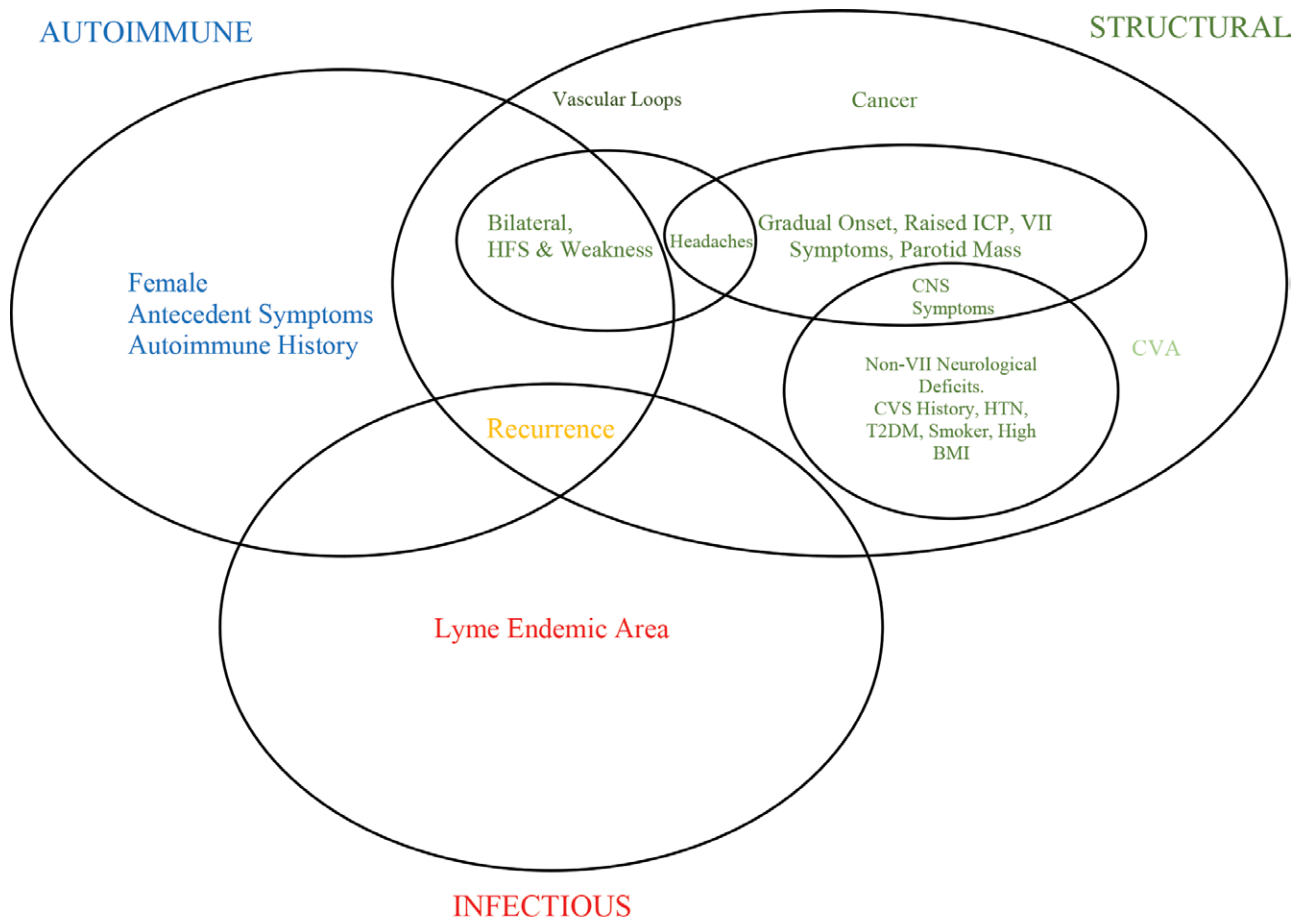 AUTOIMMUNE
STRUCTURAL
Vascular Loops
Cancer
Bilateral,
HFS & Weakness
Headaches
Gradual Onset, Raised ICP, VII
Symptoms, Parotid Mass
CNS
Symptoms
Female
Antecedent Symptoms
Autoimmune History
CVA
Non-VII Neurological
Deficits.
CVS History, HTN,
T2DM, Smoker, High
BMI
Recurrence
Lyme Endemic Area
INFECTIOUS